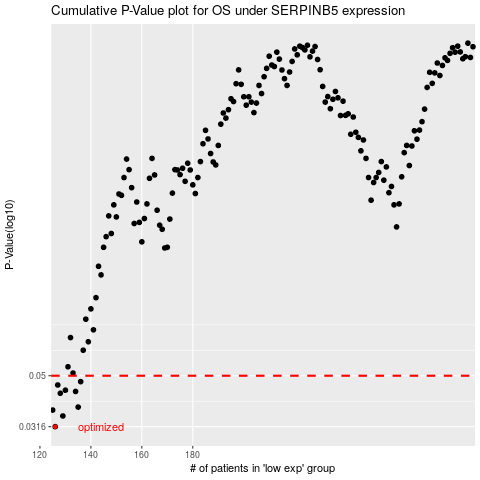 Cumulative P-Value plot for OS under SERPINB5 expression
P-Value(log10)
0.05
0.0316
optimized
120 140 160 180
# of patients in 'low exp' group